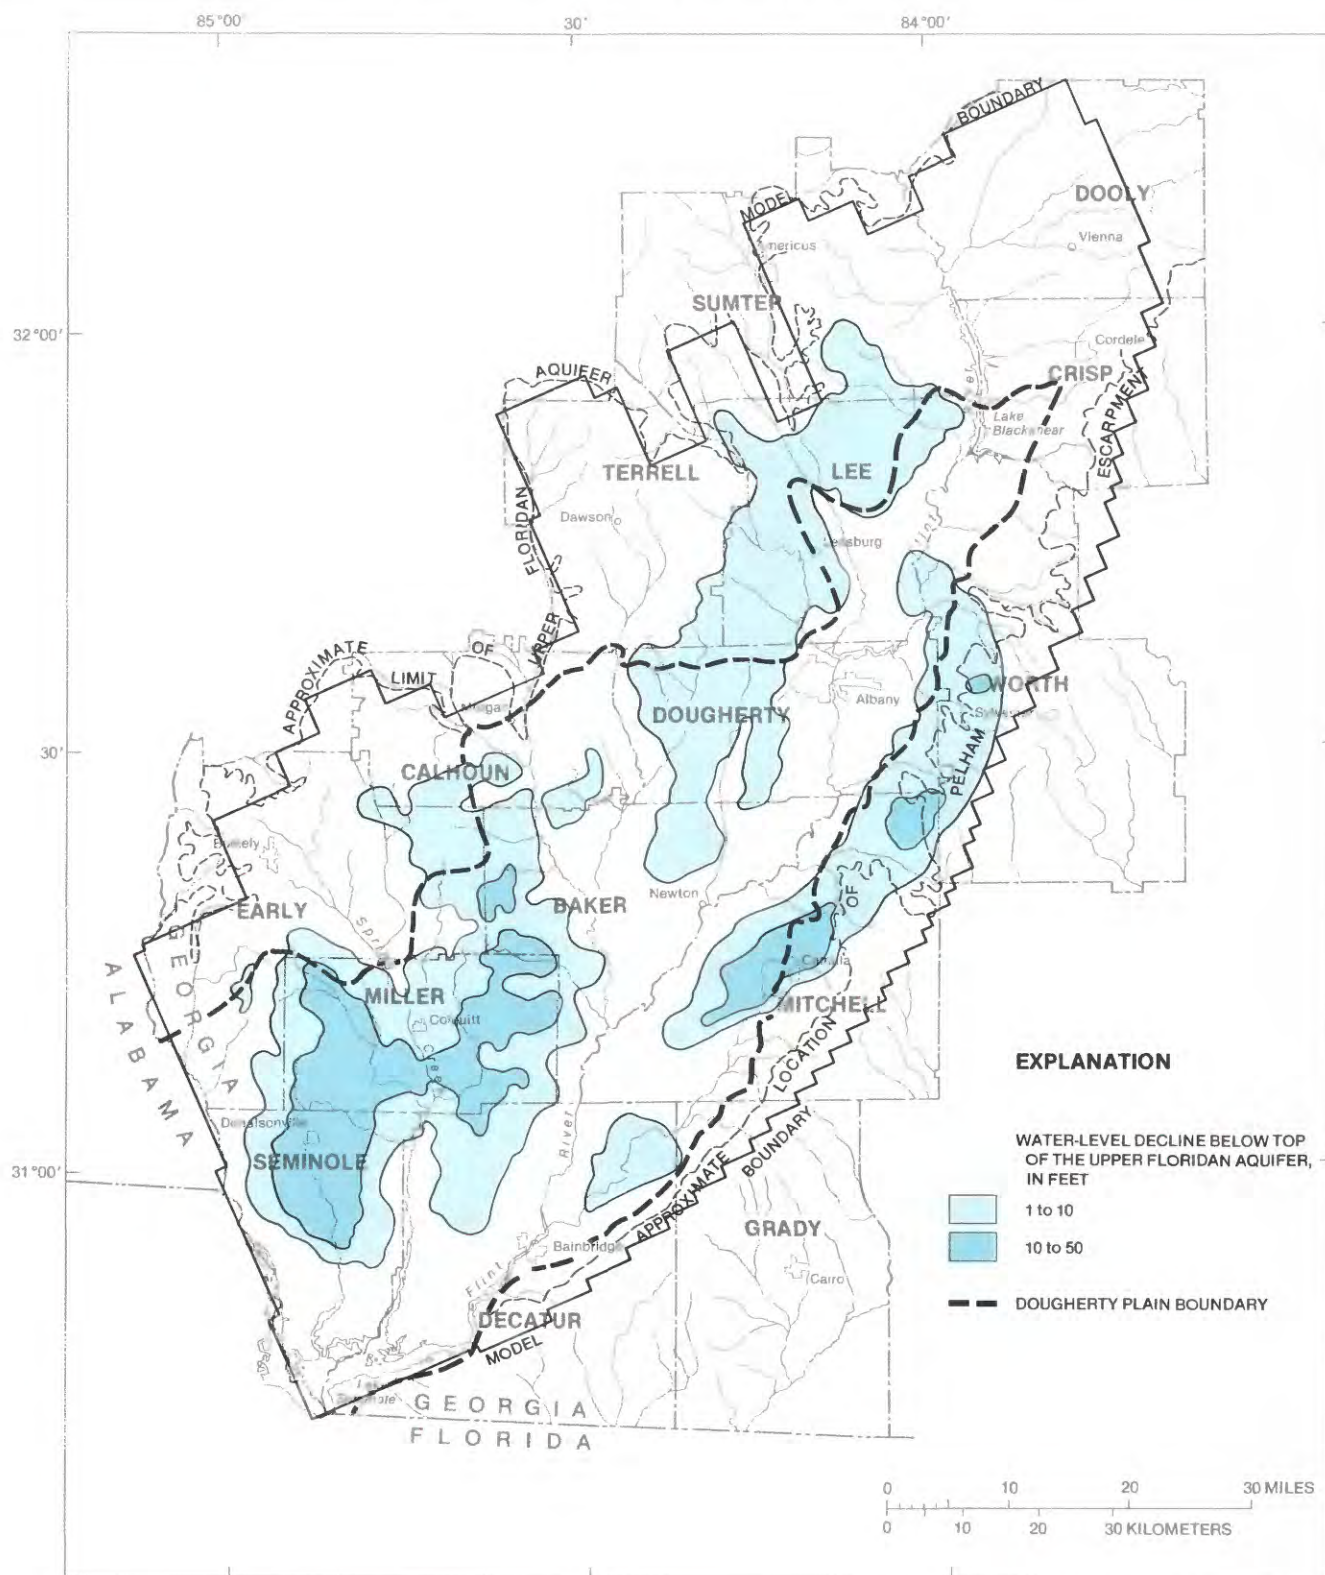 85°00'
30'
84°00'
BOUNDARY
DOOLY
MODEL
Vienna
SUMTER
32°00'
Cordele
AQUIFER
CRISP
Lake
ESCARPMENT
LEE
TERRELL
Dawson
FLORIDAN
Flint
UPPER
APPROXIMATE
LIMIT
OF
WORTH
Albany
DOUGHERTY
30'
CALHOUN
PELHAM
Newton
OF
BAKER
EARLY
GEORGIA
ALABAMA
Camilla
MILLER
MITCHELL
Colquitt
LOCATION
EXPLANATION
WATER-LEVEL DECLINE BELOW TOP
OF THE UPPER FLORIDAN AQUIFER,
IN FEET
1 to 10
10 to 50
DOUGHERTY PLAIN BOUNDARY
River
SEMINOLE
31°00'
BOUNDARY
APPROXIMATE
GRADY
Bainbridge
Cairo
Flint
DECATUR
MODEL
GEORGIA
FLORIDA
0 10 20 30 MILES
0 10 20 30 KILOMETERS